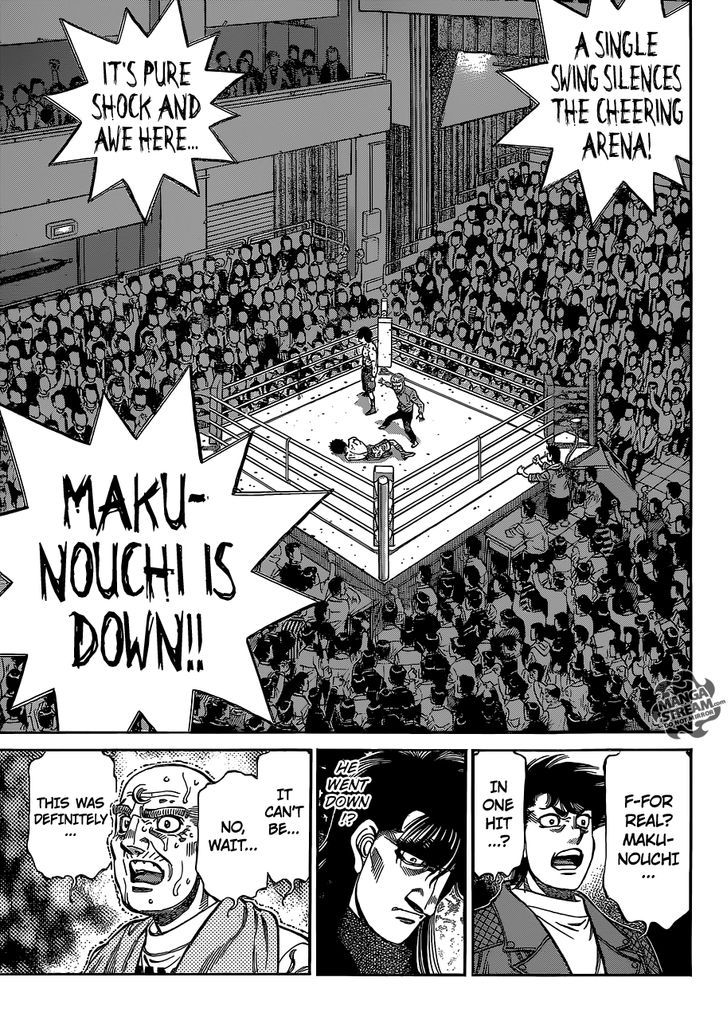 A SINGLE
SWING SILENCES
THE CHEERING
ARENA!
IT'S PURE
SHOCK AND
AWE HERE...
MAKU-
NOUCHI IS
DOWN!!
MANGA
STREAM.com
F-FOR
REAL?
MAKU-
NOUCHI
...
IN
ONE
HIT
...?
HE
WENT
DOWN
!?
IT
CAN'T
BE...
NO,
WAIT...
THIS WAS
DEFINITELY
...